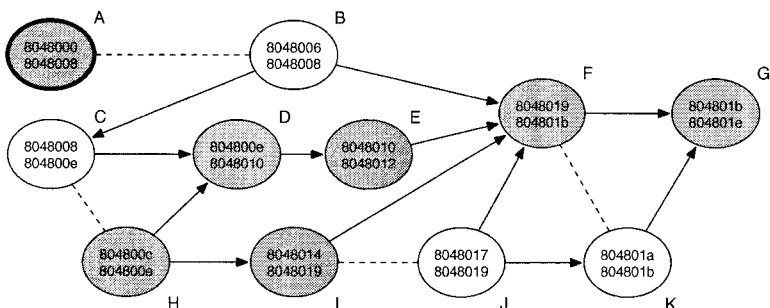 A
8048000
8048008
B
8048006
8048008
C
8048008
804800e
D
804800e
8048010
E
8048010
8048012
F
8048019
804801b
G
804801b
804801e
H
804800c
804800e
I
8048014
8048019
J
8048017
8048019
K
804801a
804801b